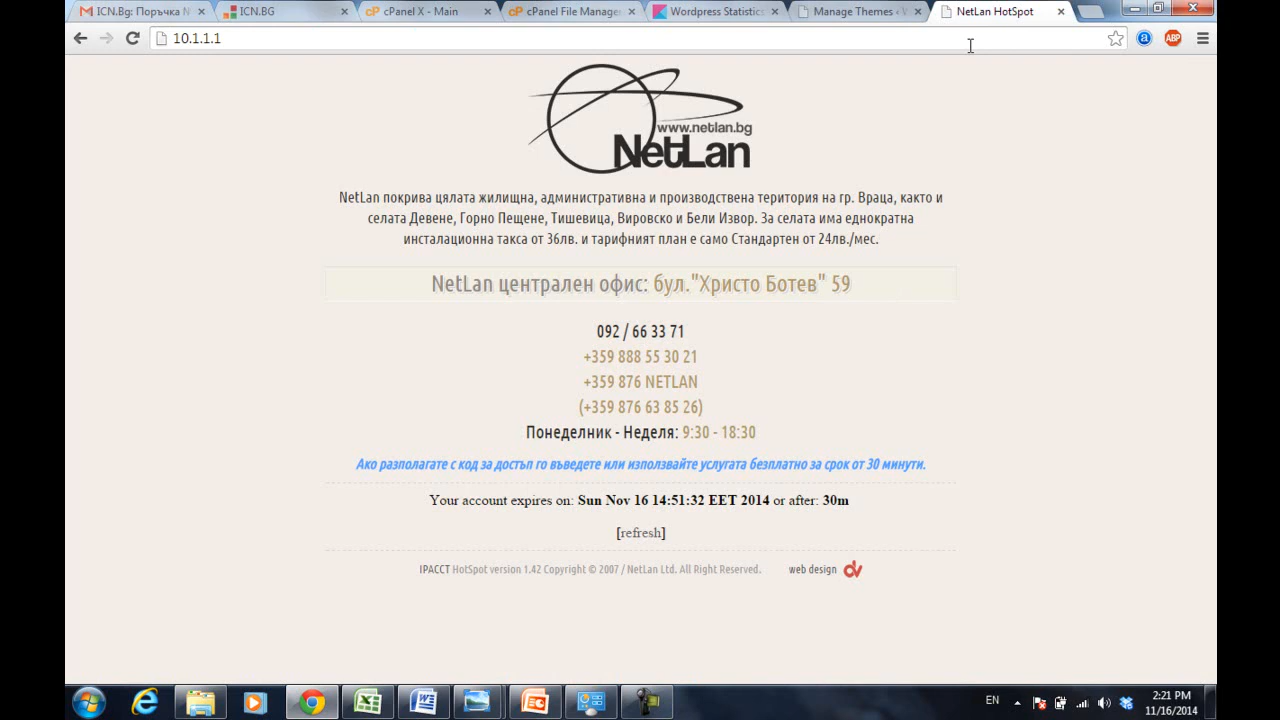 ICN.Bg: Поръчка N
ICN.BG
cPanel X - Main
cPanel File Manage
Wordpress Statistics
Manage Themes ‹ W
NetLan HotSpot
10.1.1.1
ABP
www.netlan.bg
NetLan
NetLan покрива цялата жилищна, административна и производствена територия на гр. Враца, както и
селата Девене, Горно Пещене, Тишевица, Вировско и Бели Извор. За селата има еднократна
инсталационна такса от 36лв. и тарифният план е само Стандартен от 24лв./мес.
NetLan централен офис: бул."Христо Ботев" 59
092 / 66 33 71
+359 888 55 30 21
+359 876 NETLAN
(+359 876 63 85 26)
Понеделник - Неделя: 9:30 - 18:30
Ако разполагате с код за достъп го въведете или използвайте услугата безплатно за срок от 30 минути.
Your account expires on: Sun Nov 16 14:51:32 EET 2014 or after: 30m
[refresh]
IPACCT HotSpot version 1.42 Copyright © 2007 / NetLan Ltd. All Right Reserved. web design
EN
2:21 PM
11/16/2014